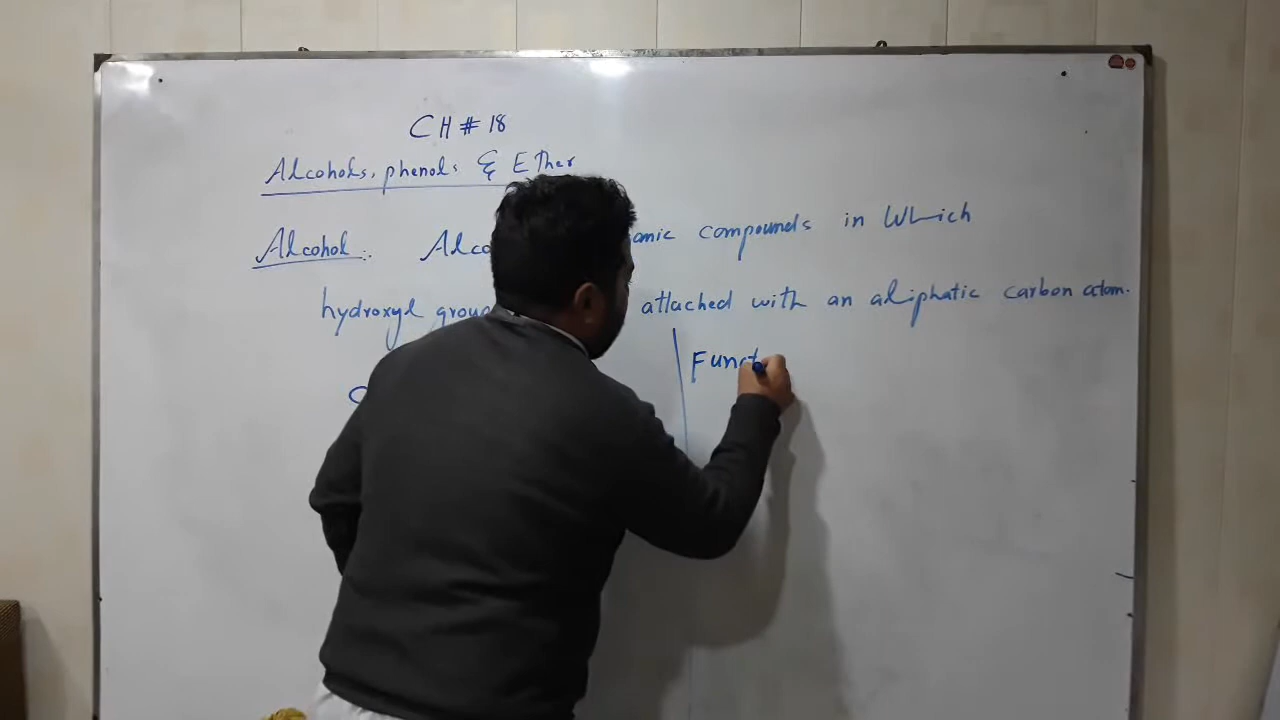 CH # 18
Alcohols, phenols & Ether
Alcohol :. Alco anic compounds in Which
hydroxyl group attached with an aliphatic carbon atom.
Funct